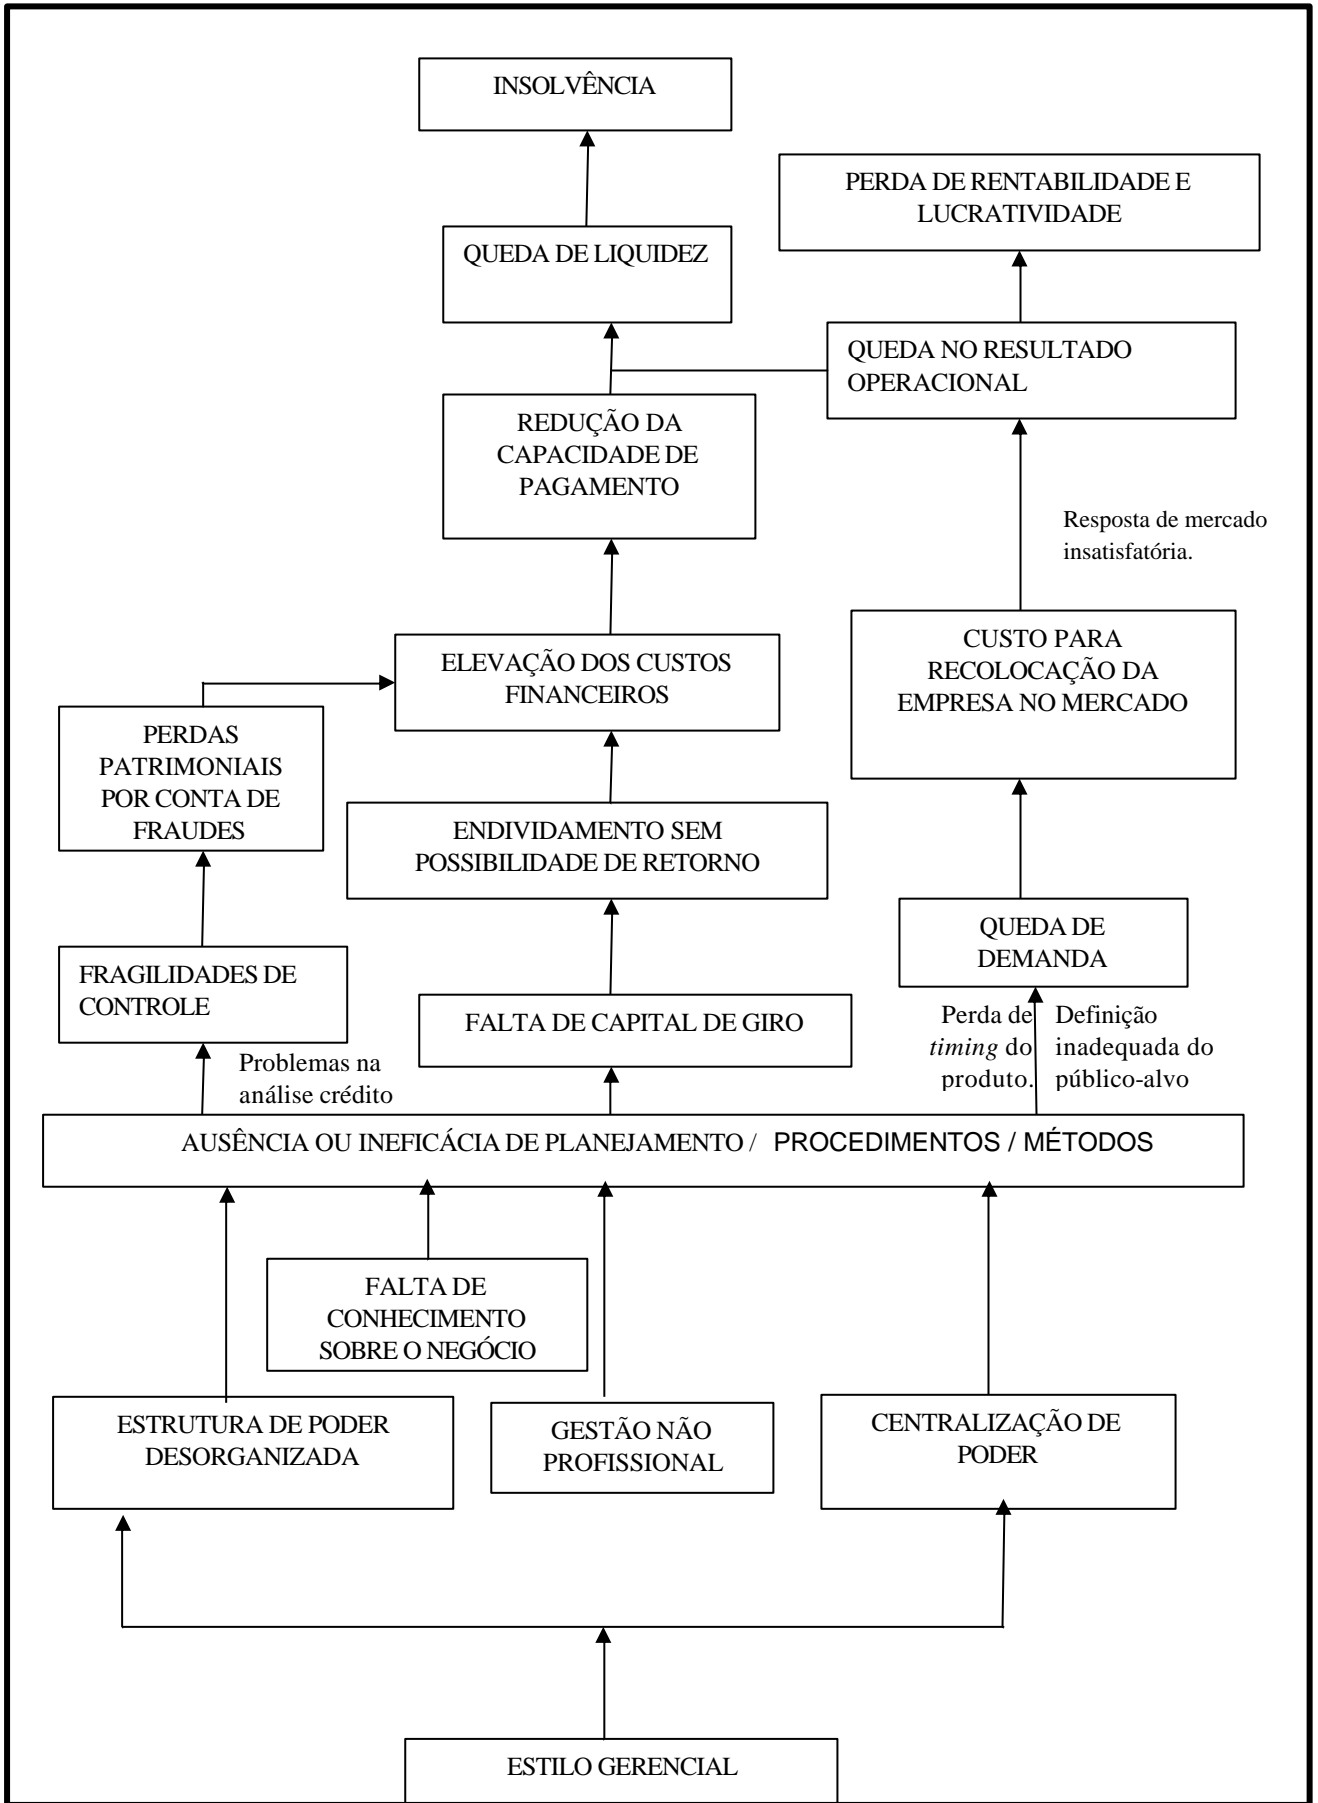 INSOLVÊNCIA
PERDA DE RENTABILIDADE E
LUCRATIVIDADE
QUEDA DE LIQUIDEZ
QUEDA NO RESULTADO
OPERACIONAL
REDUÇÃO DA
CAPACIDADE DE
PAGAMENTO
Resposta de mercado
insatisfatória.
CUSTO PARA
RECOLOCAÇÃO DA
EMPRESA NO MERCADO
ELEVAÇÃO DOS CUSTOS
FINANCEIROS
PERDAS
PATRIMONIAIS
POR CONTA DE
FRAUDES
ENDIVIDAMENTO SEM
POSSIBILIDADE DE RETORNO
QUEDA DE
DEMANDA
FRAGILIDADES DE
CONTROLE
FALTA DE CAPITAL DE GIRO
Perda de
timing do
produto.
Definição
inadequada do
público-alvo
Problemas na
análise crédito
AUSÊNCIA OU INEFICÁCIA DE PLANEJAMENTO / PROCEDIMENTOS / MÉTODOS
FALTA DE
CONHECIMENTO
SOBRE O NEGÓCIO
ESTRUTURA DE PODER
DESORGANIZADA
GESTÃO NÃO
PROFISSIONAL
CENTRALIZAÇÃO DE
PODER
ESTILO GERENCIAL